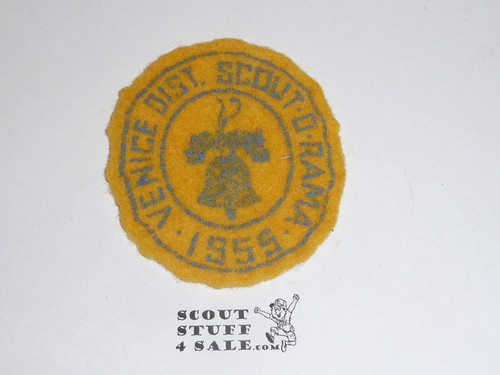 · VENICE DIST. SCOUT-O-RAMA ·
1955
SCOUT
STUFF
4 SALE.COM